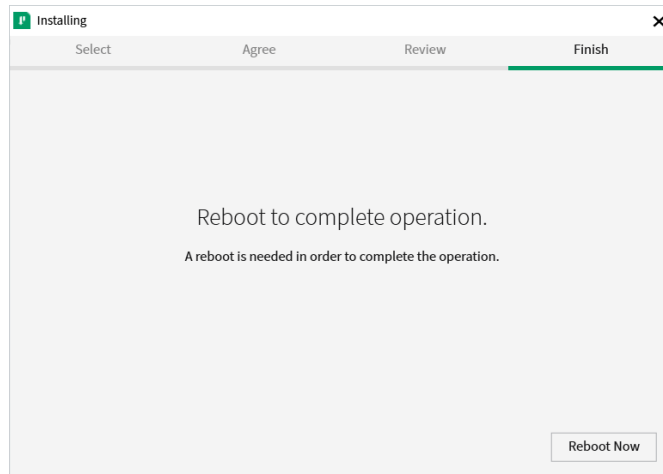 Installing
Select Agree Review Finish
Reboot to complete operation.
A reboot is needed in order to complete the operation.
Reboot Now